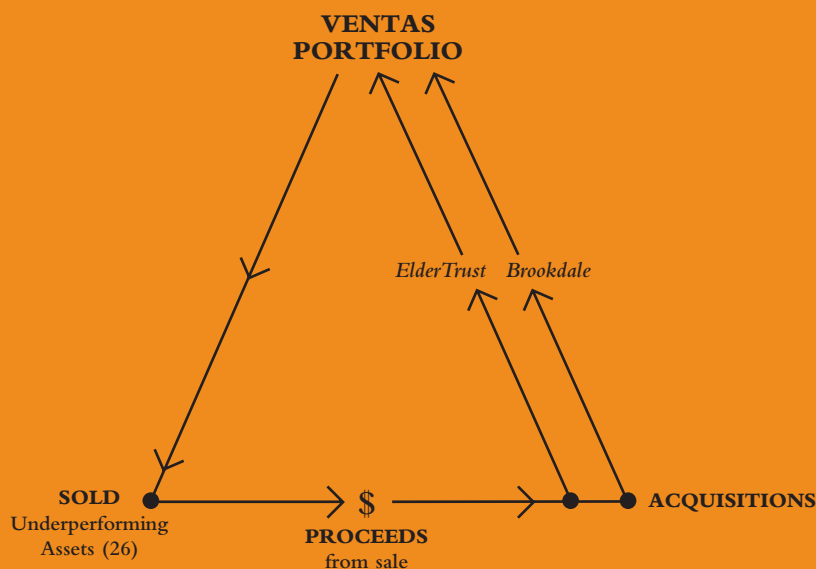 VENTAS
PORTFOLIO
ElderTrust
Brookdale
SOLD
Underperforming
Assets (26)
$
PROCEEDS
from sale
ACQUISITIONS